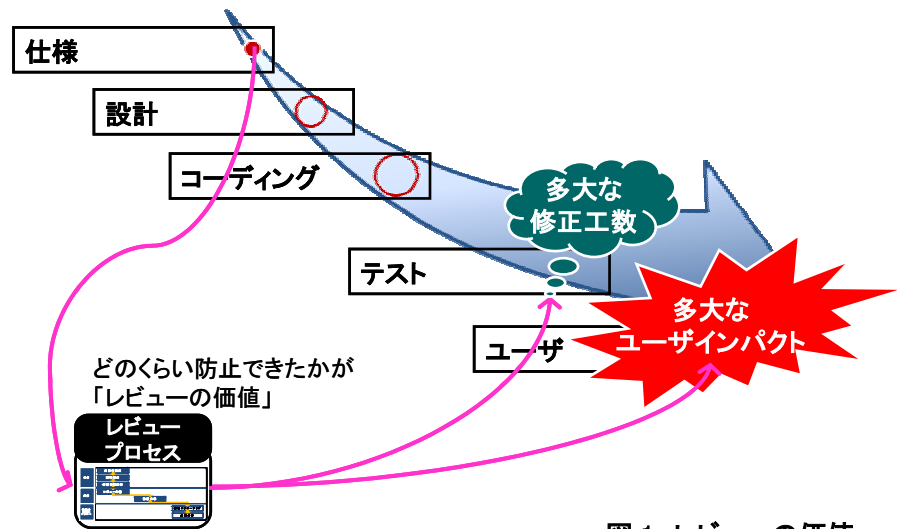 仕様
設計
コーディング
多大な
修正工数
テスト
多大な
ユーザインパクト
ユーザ
どのくらい防止できたかが
「レビューの価値」
レビュー
プロセス